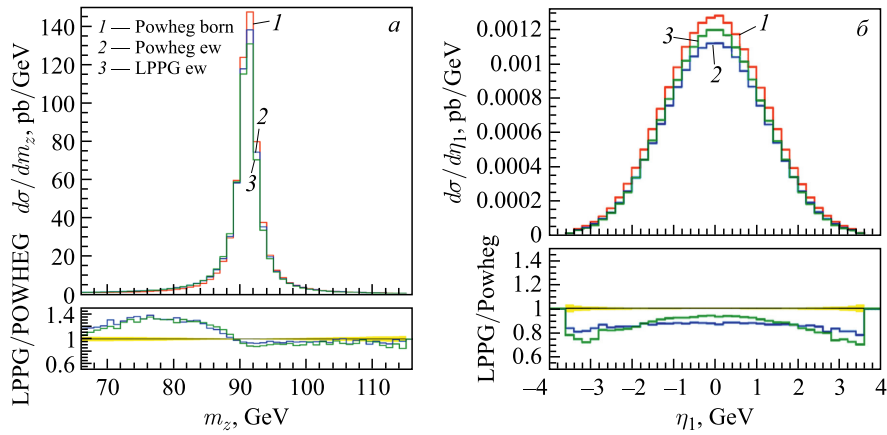 140
120
100
80
60
40
20
0
dσ/dm_z, pb/GeV
1 — Powheg born
2 — Powheg ew
3 — LPPG ew
1
a
2
3
1.4
1
0.6
LPPG/POWHEG
70 80 90 100 110
m_z, GeV
0.0012
0.0010
0.0008
0.0006
0.0004
0.0002
0
dσ/dη₁, pb/GeV
1
б
3
2
1.4
1.2
1
0.8
0.6
LPPG/Powheg
–4 –3 –2 –1 0 1 2 3 4
η₁, GeV